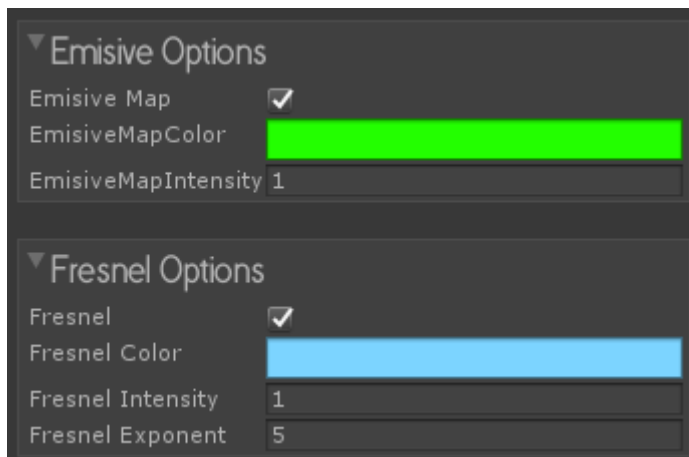 Emisive Options
Emisive Map
EmisiveMapColor
EmisiveMapIntensity 1
Fresnel Options
Fresnel
Fresnel Color
Fresnel Intensity 1
Fresnel Exponent 5